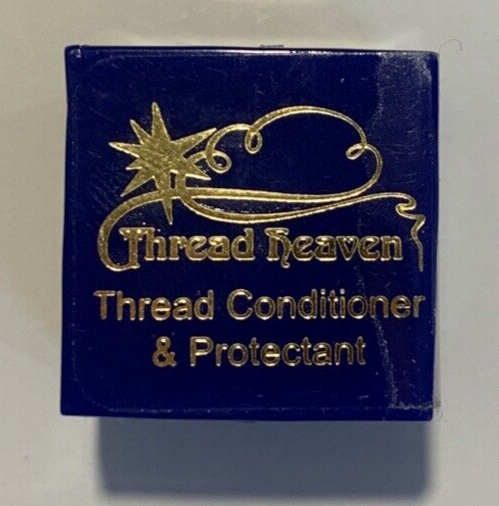 Thread Heaven
Thread Conditioner
& Protectant